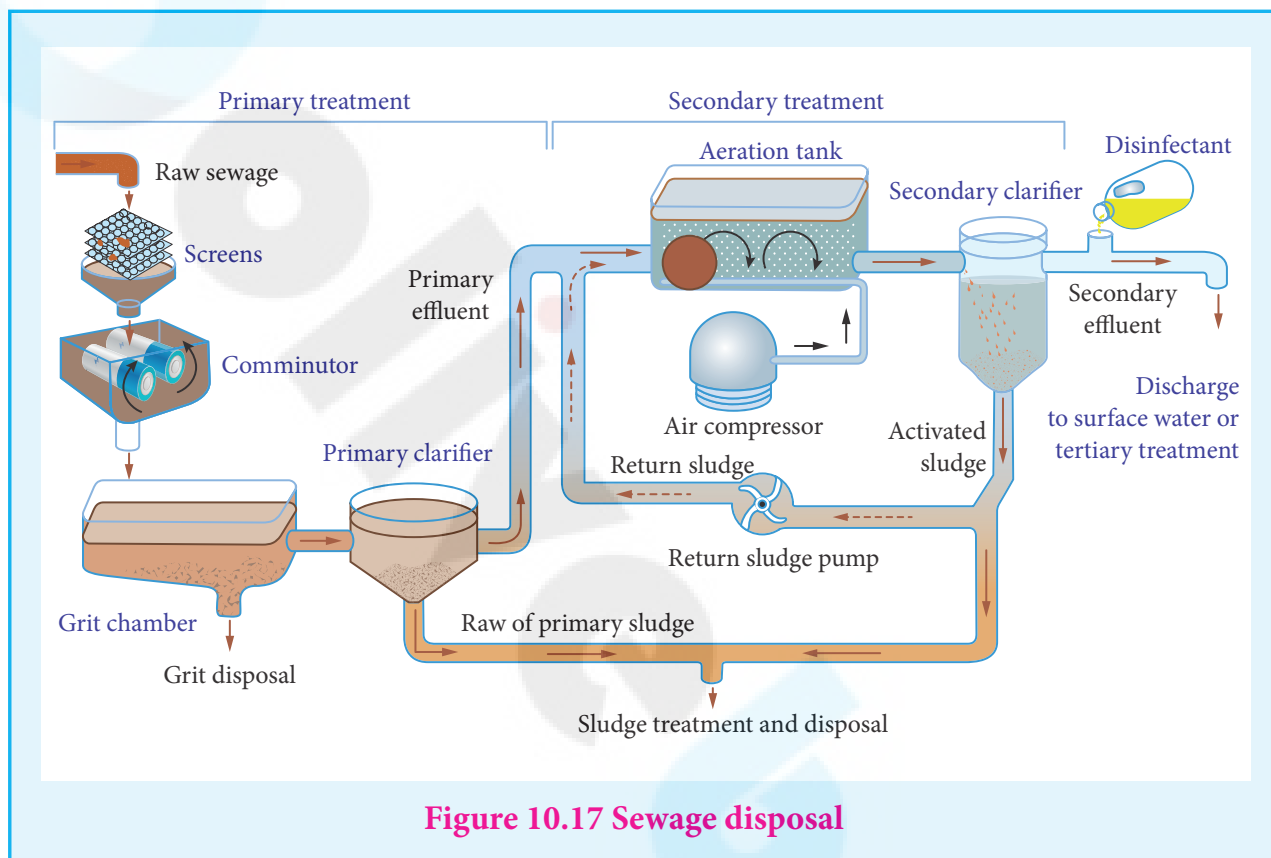 Primary treatment
Secondary treatment
Raw sewage
Screens
Comminutor
Grit chamber
Grit disposal
Primary clarifier
Primary
effluent
Raw of primary sludge
Aeration tank
Air compressor
Return sludge
Return sludge pump
Secondary clarifier
Activated
sludge
Disinfectant
Secondary
effluent
Discharge
to surface water or
tertiary treatment
Sludge treatment and disposal
Figure 10.17 Sewage disposal